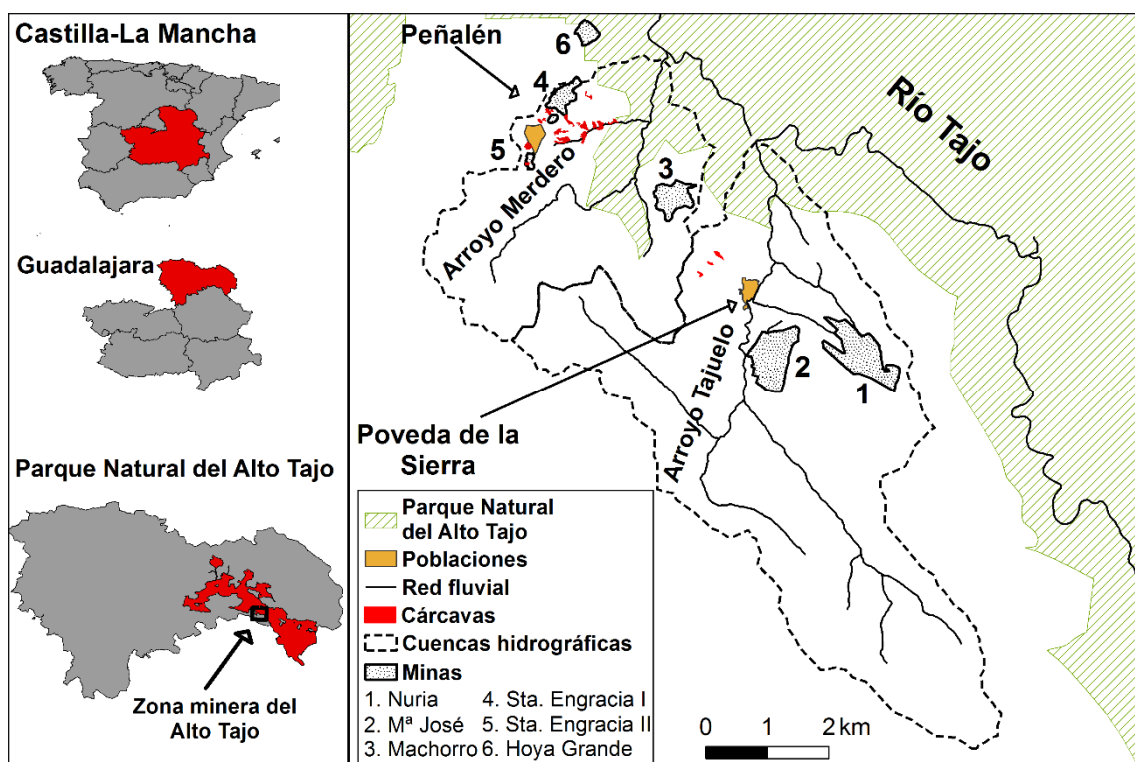 Castilla-La Mancha
Guadalajara
Parque Natural del Alto Tajo
Zona minera del
Alto Tajo
Peñalén
6
4
5
3
Arroyo Merdero
Río Tajo
Arroyo Tajuelo
2
1
Poveda de la
Sierra
Parque Natural
del Alto Tajo
Poblaciones
Red fluvial
Cárcavas
Cuencas hidrográficas
Minas
1. Nuria
4. Sta. Engracia I
2. Mª José
5. Sta. Engracia II
3. Machorro
6. Hoya Grande
0 1 2 km